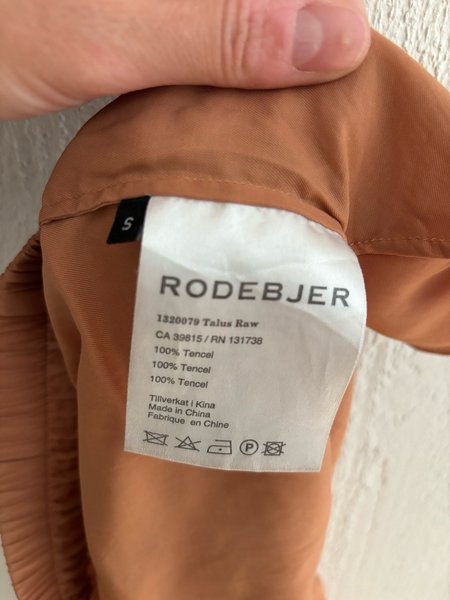 S
RODEBJER
1320079 Talus Raw
CA 39815 / RN 131738
100% Tencel
100% Tencel
100% Tencel
Tillverkat i Kina
Made in China
Fabrique en Chine
P